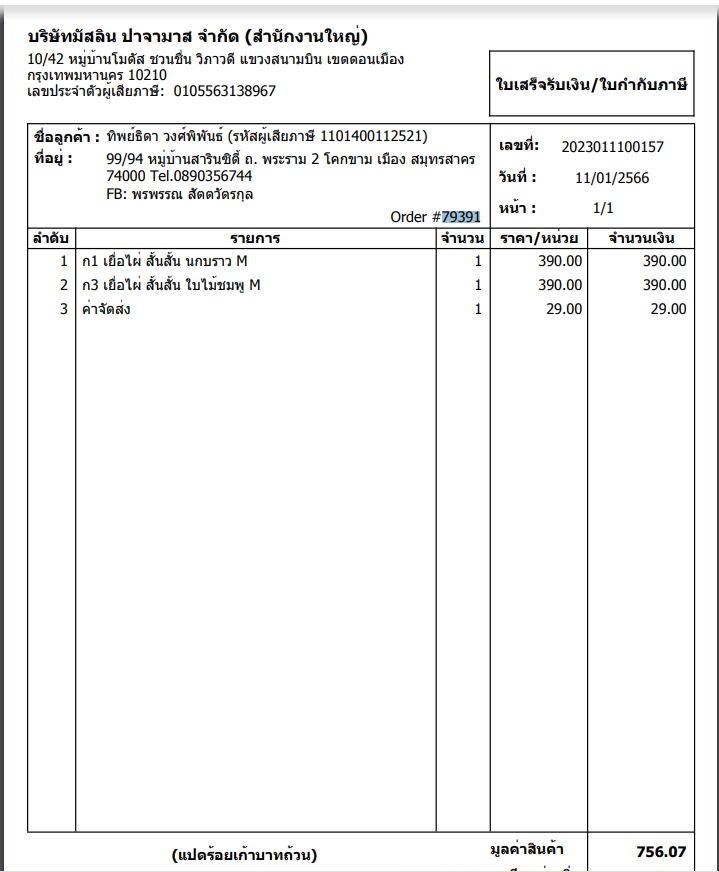 บริษัทมัสลิน ปาจามาส จำกัด (สำนักงานใหญ่)
10/42 หมู่บ้านโมดัส ชวนชื่น วิภาวดี แขวงสนามบิน เขตดอนเมือง
กรุงเทพมหานคร 10210
เลขประจำตัวผู้เสียภาษี: 0105563138967
ใบเสร็จรับเงิน/ใบกำกับภาษี
ชื่อลูกค้า : ทิพย์ธิดา วงศ์พิพันธ์ (รหัสผู้เสียภาษี 1101400112521)
ที่อยู่ : 99/94 หมู่บ้านสารินซิตี้ ถ. พระราม 2 โคกขาม เมือง สมุทรสาคร
74000 Tel.0890356744
FB: พรพรรณ สัตตวัตรกุล
Order #79391
เลขที่: 2023011100157
วันที่ : 11/01/2566
หน้า : 1/1
ลำดับ รายการ จำนวน ราคา/หน่วย จำนวนเงิน
1 ก1 เยื่อไผ่ สั้นสั้น นกบราว M 1 390.00 390.00
2 ก3 เยื่อไผ่ สั้นสั้น ใบไม้ชมพู M 1 390.00 390.00
3 ค่าจัดส่ง 1 29.00 29.00
(แปดร้อยเก้าบาทถ้วน) มูลค่าสินค้า 756.07